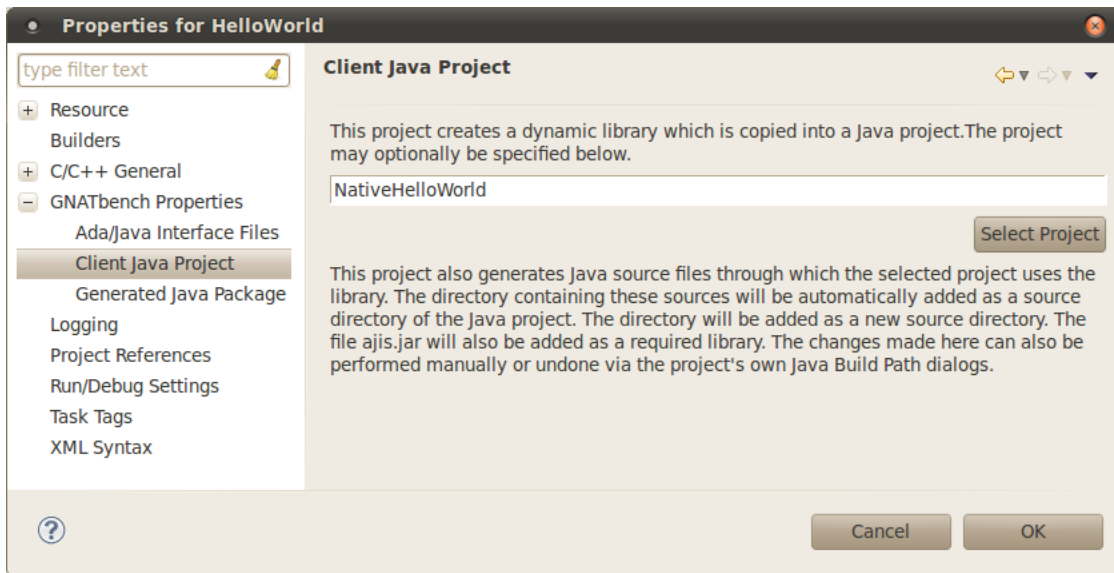 Properties for HelloWorld
type filter text
Resource
Builders
C/C++ General
GNATbench Properties
Ada/Java Interface Files
Client Java Project
Generated Java Package
Logging
Project References
Run/Debug Settings
Task Tags
XML Syntax
Client Java Project
This project creates a dynamic library which is copied into a Java project.The project
may optionally be specified below.
NativeHelloWorld
Select Project
This project also generates Java source files through which the selected project uses the
library. The directory containing these sources will be automatically added as a source
directory of the Java project. The directory will be added as a new source directory. The
file ajis.jar will also be added as a required library. The changes made here can also be
performed manually or undone via the project's own Java Build Path dialogs.
Cancel
OK